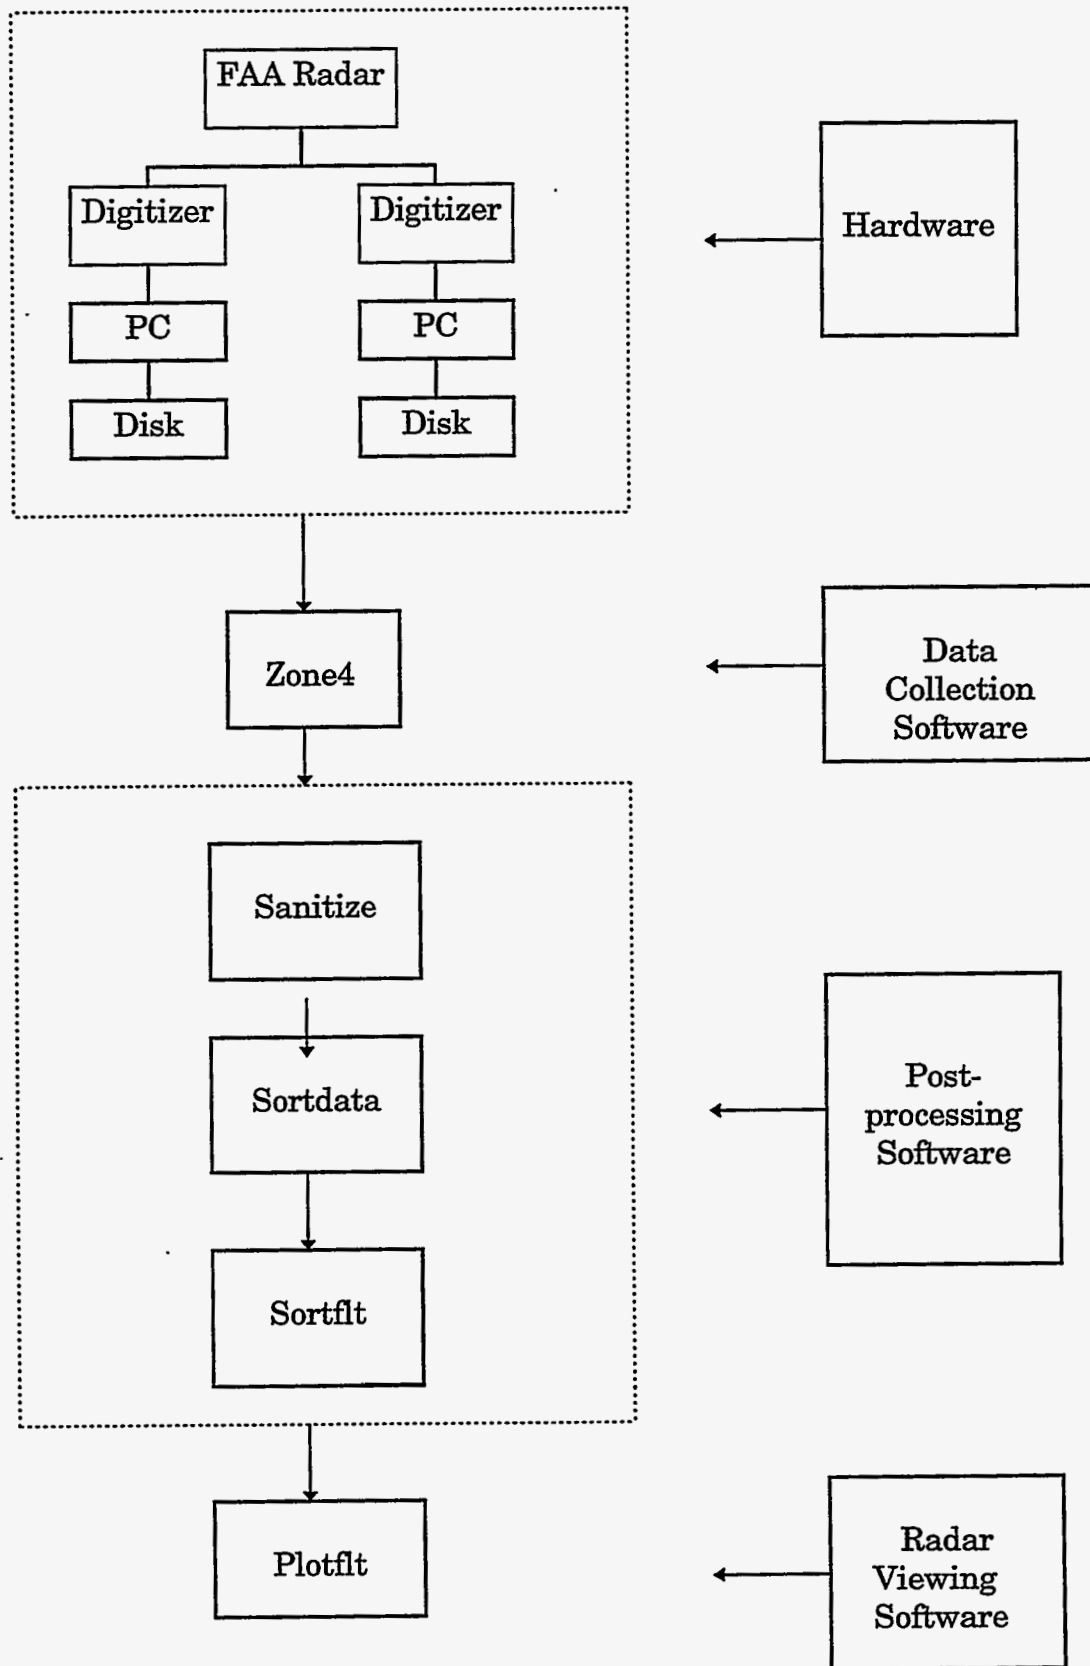 FAA Radar
Digitizer
Digitizer
PC
PC
Disk
Disk
Hardware
Zone4
Data
Collection
Software
Sanitize
Sortdata
Sortflt
Post-
processing
Software
Plotflt
Radar
Viewing
Software